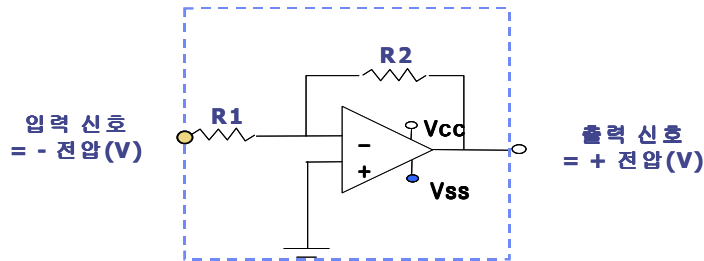 R2
R1
입력 신호
= - 전압(V)
Vcc
−
+
Vss
출력 신호
= + 전압(V)